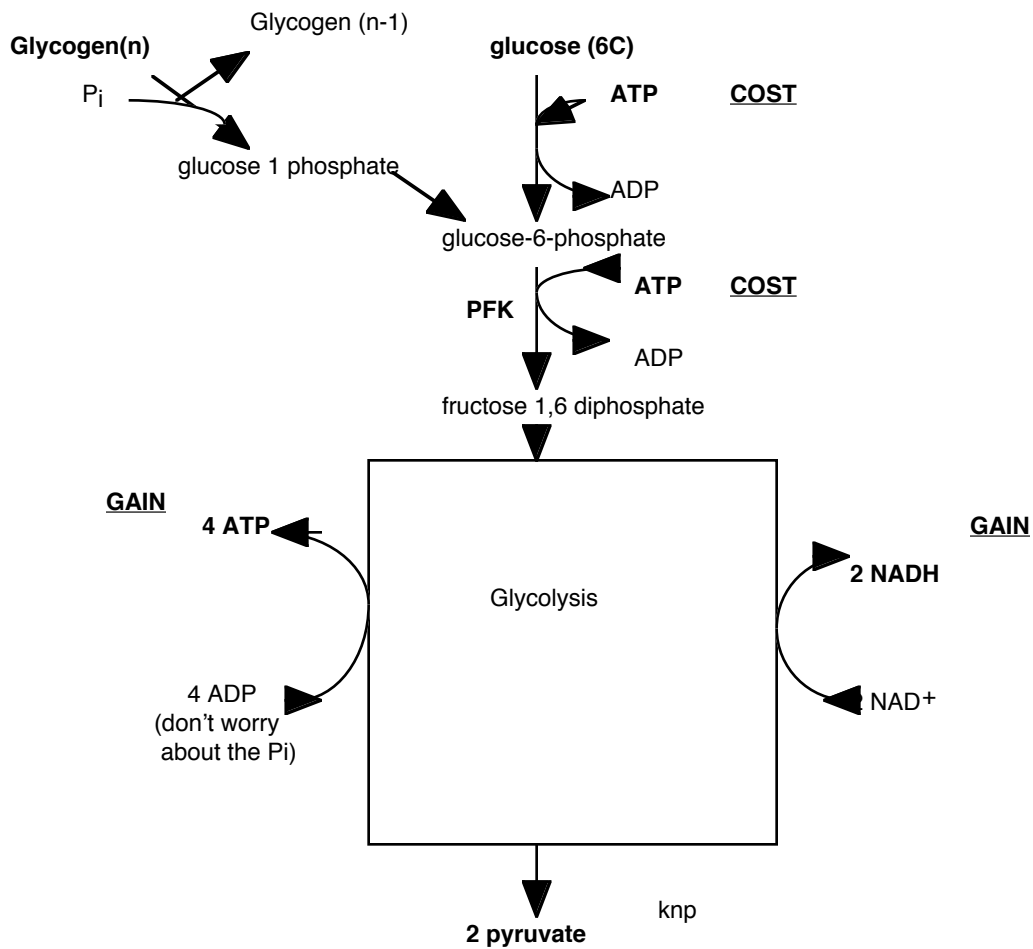 Glycogen (n-1)
Glycogen(n)
glucose (6C)
Pi
ATP
COST
glucose 1 phosphate
ADP
glucose-6-phosphate
ATP
COST
PFK
ADP
fructose 1,6 diphosphate
GAIN
4 ATP
GAIN
2 NADH
Glycolysis
4 ADP
(don't worry
about the Pi)
2 NAD+
knp
2 pyruvate